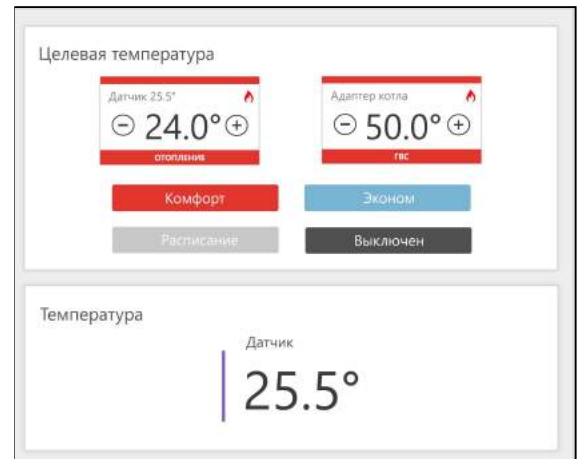 Целевая температура
Датчик 25.5°
24.0°
ОТОПЛЕНИЕ
Адаптер котла
50.0°
ГВС
Комфорт
Эконом
Расписание
Выключен
Температура
Датчик
25.5°